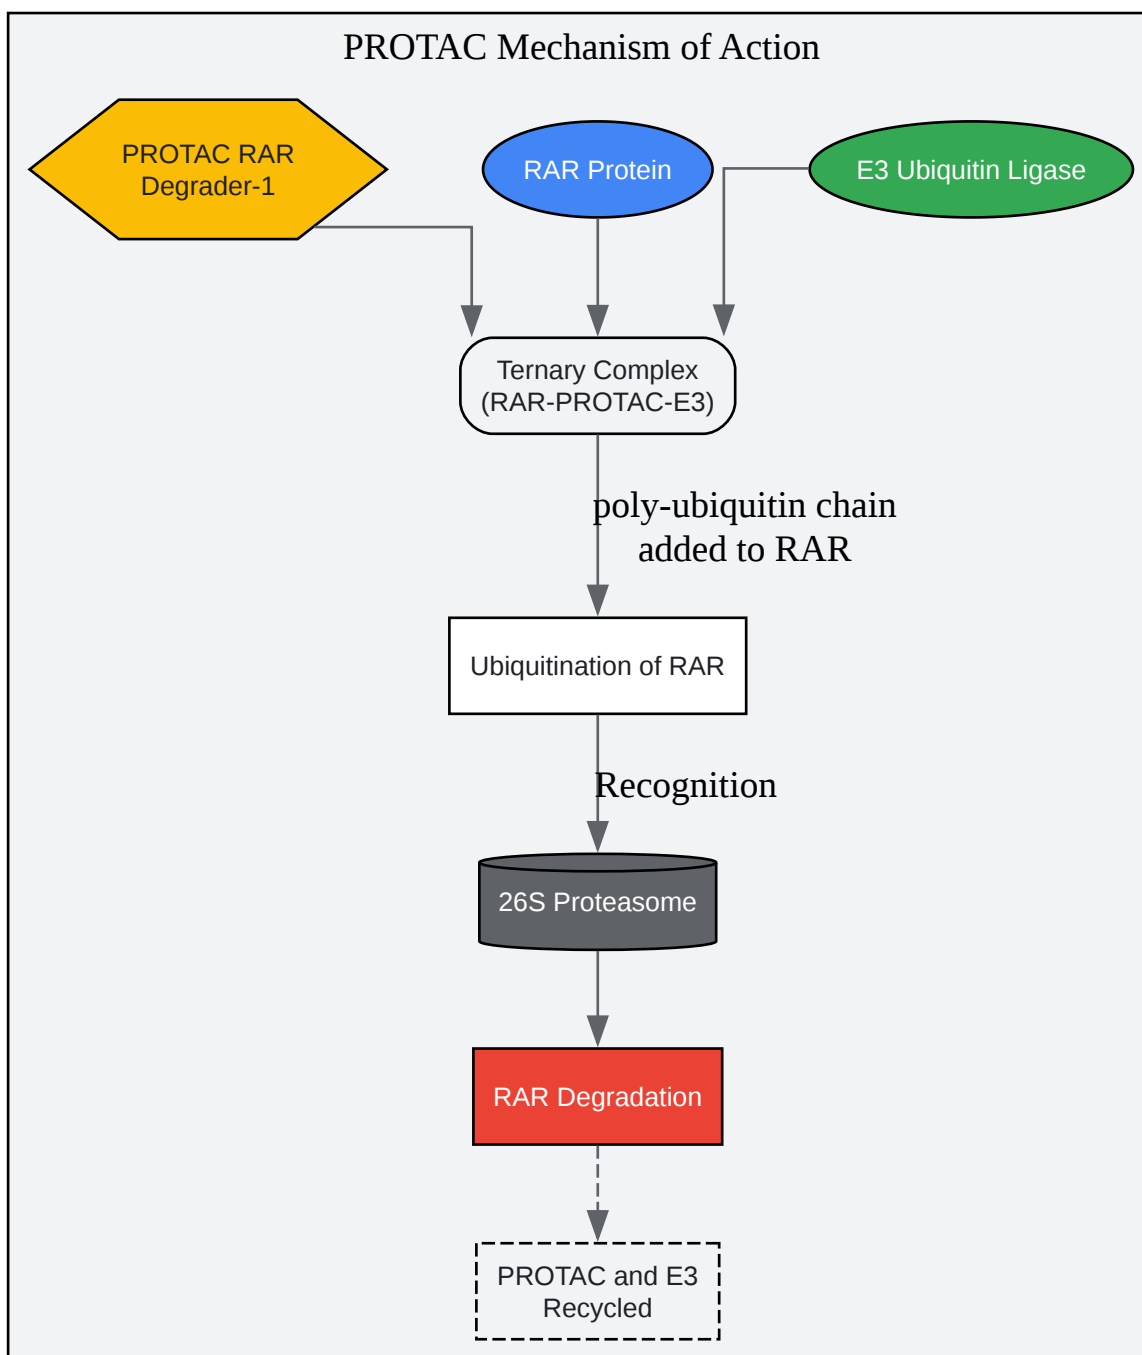 PROTAC Mechanism of Action
PROTAC RAR
Degrader-1
RAR Protein
E3 Ubiquitin Ligase
Ternary Complex
(RAR-PROTAC-E3)
poly-ubiquitin chain
added to RAR
Ubiquitination of RAR
Recognition
26S Proteasome
RAR Degradation
PROTAC and E3
Recycled